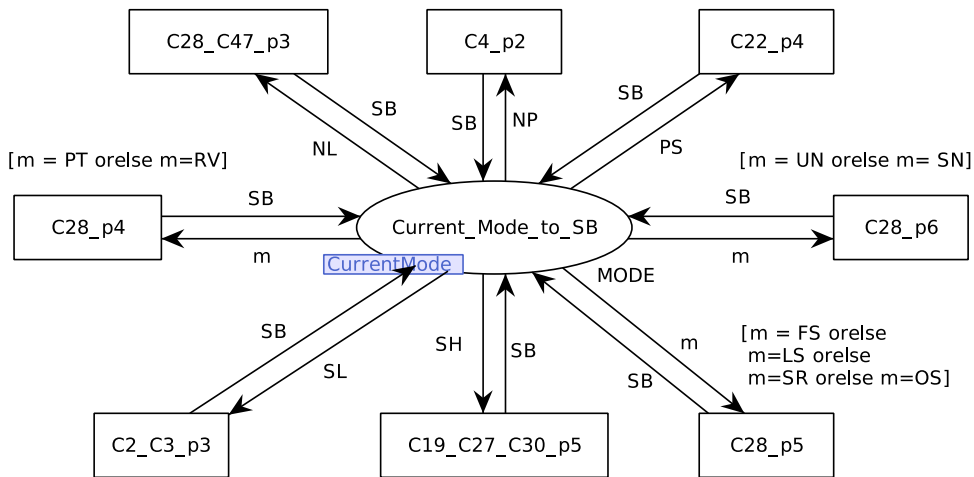 C28_C47_p3
C4_p2
C22_p4
SB
SB
SB
NL
NP
PS
[m = PT orelse m=RV]
[m = UN orelse m= SN]
C28_p4
SB
m
Current_Mode_to_SB
SB
m
C28_p6
CurrentMode
MODE
SB
SL
SH
SB
m
SB
[m = FS orelse
m=LS orelse
m=SR orelse m=OS]
C2_C3_p3
C19_C27_C30_p5
C28_p5